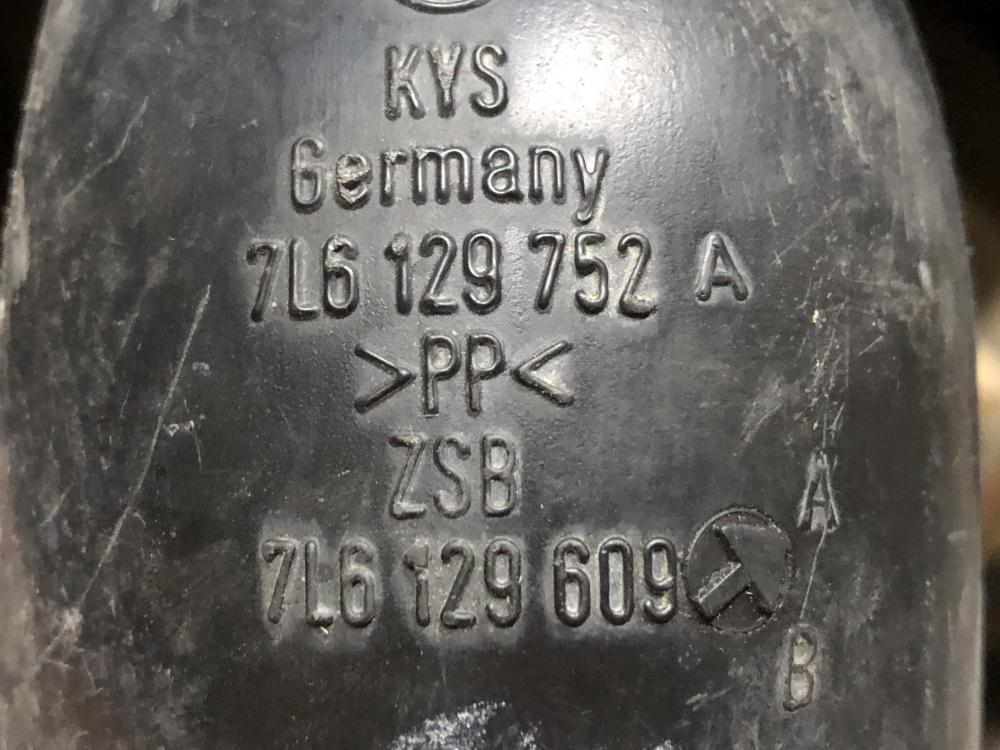 KYS
Germany
7L6 129 752 A
>PP<
ZSB
7L6 129 609
A
B